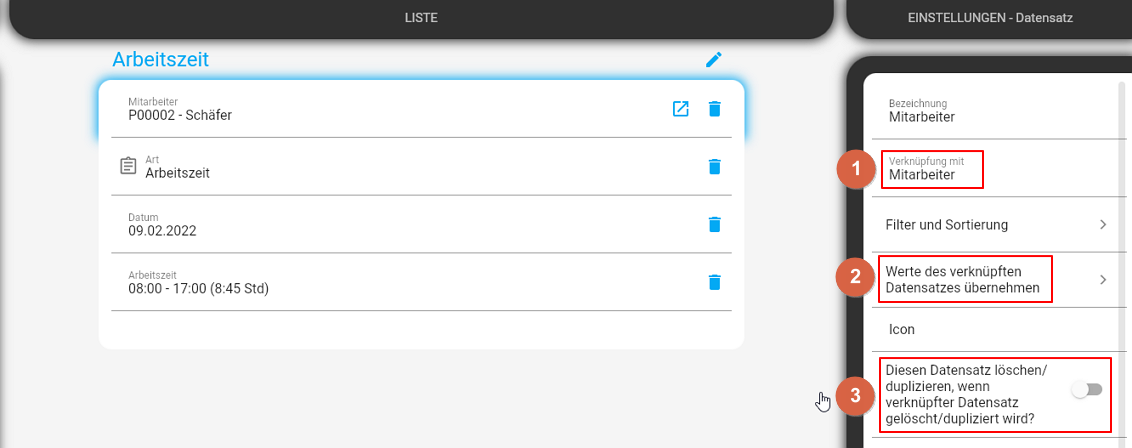 LISTE
EINSTELLUNGEN - Datensatz
Arbeitszeit
Mitarbeiter
P00002 - Schäfer
Art
Arbeitszeit
Datum
09.02.2022
Arbeitszeit
08:00 - 17:00 (8:45 Std)
Bezeichnung
Mitarbeiter
1
Verknüpfung mit
Mitarbeiter
Filter und Sortierung
2
Werte des verknüpften
Datensatzes übernehmen
Icon
3
Diesen Datensatz löschen/
duplizieren, wenn
verknüpfter Datensatz
gelöscht/dupliziert wird?